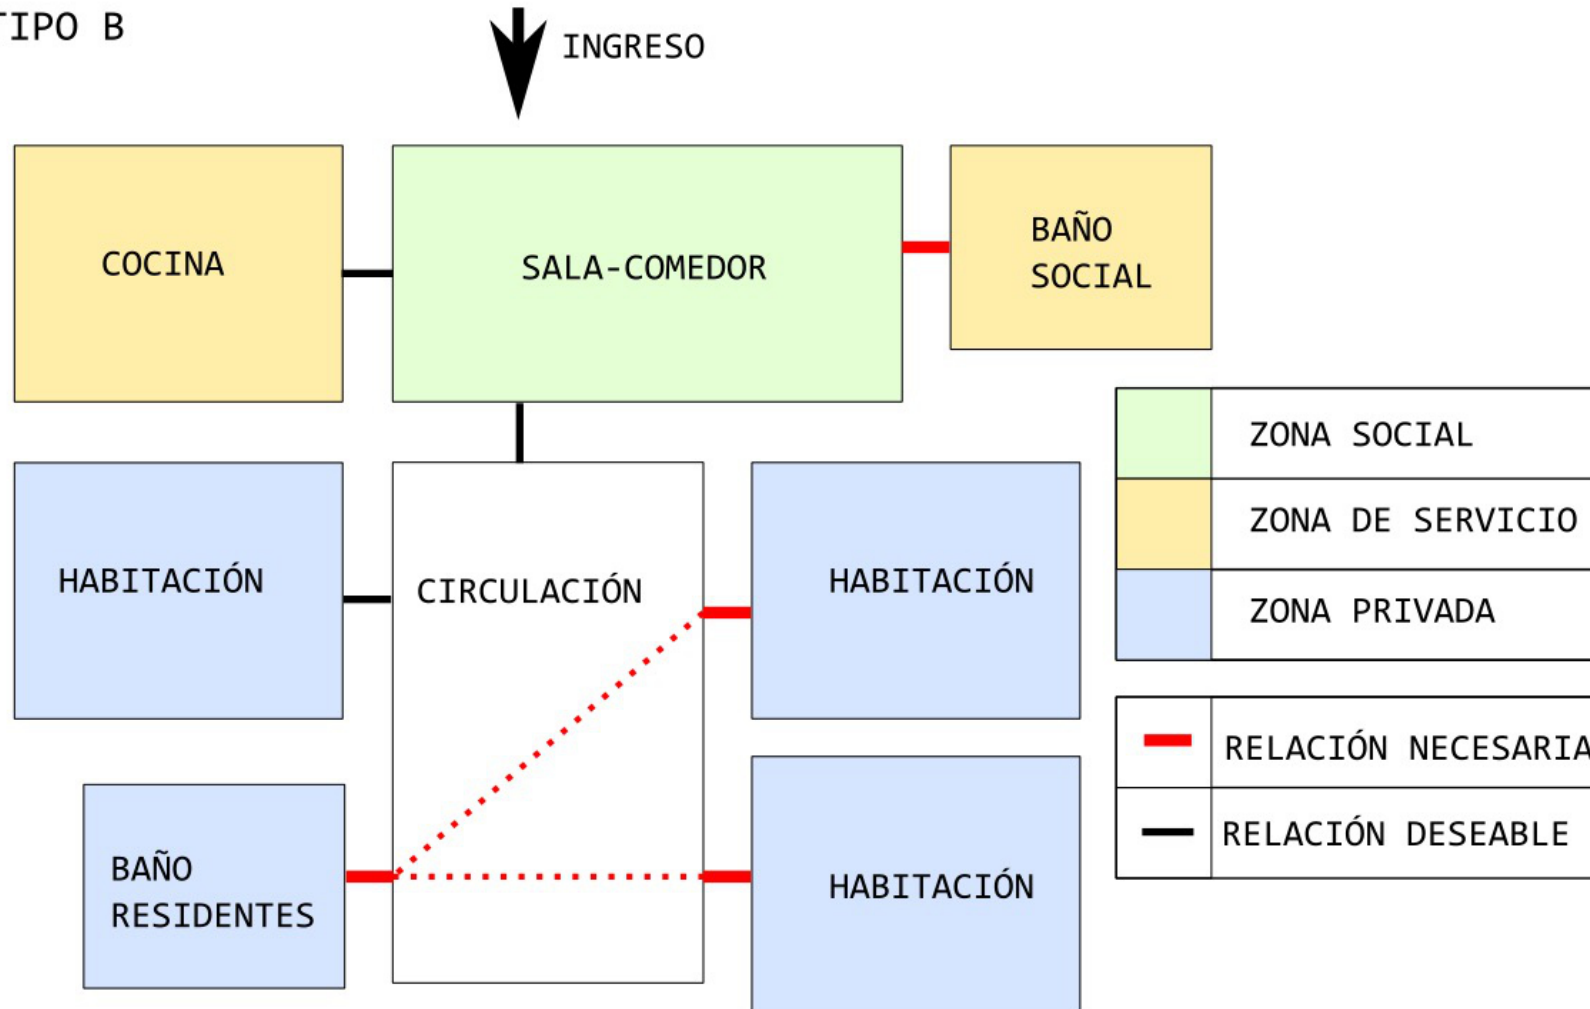 TIPO B
INGRESO
COCINA
SALA-COMEDOR
BAÑO
SOCIAL
ZONA SOCIAL
ZONA DE SERVICIO
ZONA PRIVADA
HABITACIÓN
CIRCULACIÓN
HABITACIÓN
RELACIÓN NECESARIA
RELACIÓN DESEABLE
BAÑO
RESIDENTES
HABITACIÓN